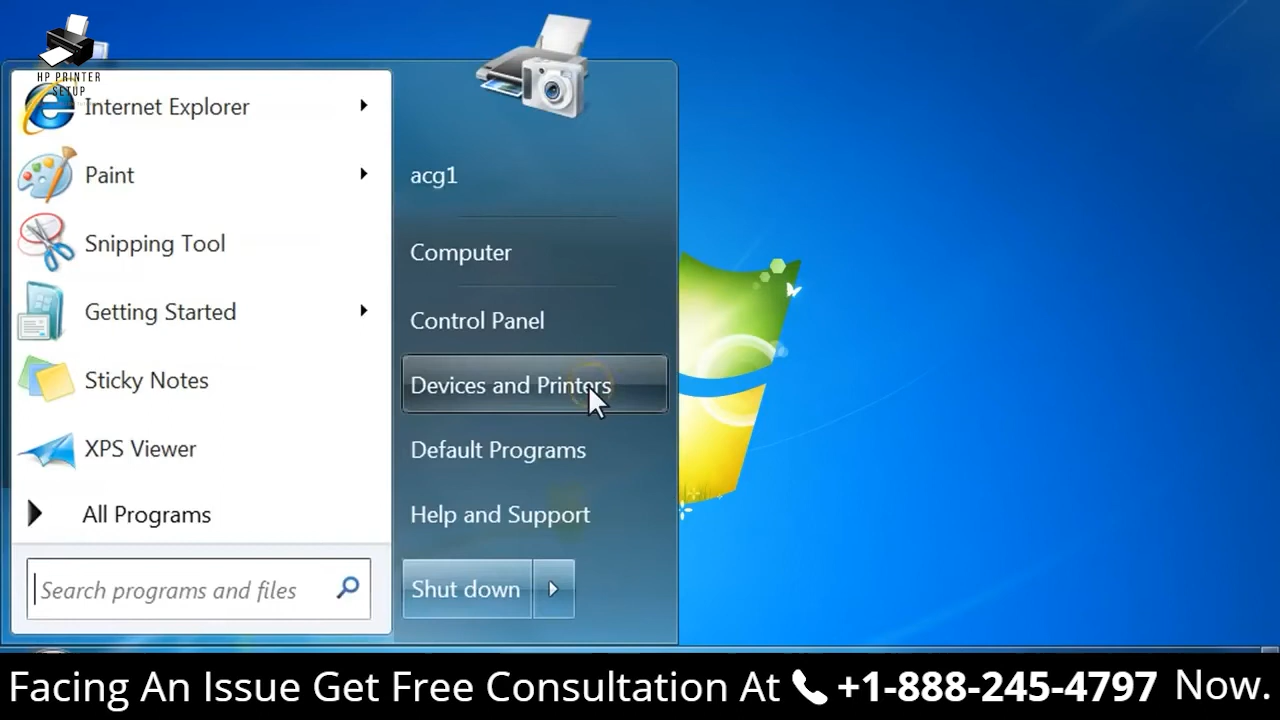 HP PRINTER
SETUP
Internet Explorer
Paint
Snipping Tool
Getting Started
Sticky Notes
XPS Viewer
All Programs
Search programs and files
acg1
Computer
Control Panel
Devices and Printers
Default Programs
Help and Support
Shut down
Facing An Issue Get Free Consultation At +1-888-245-4797 Now.